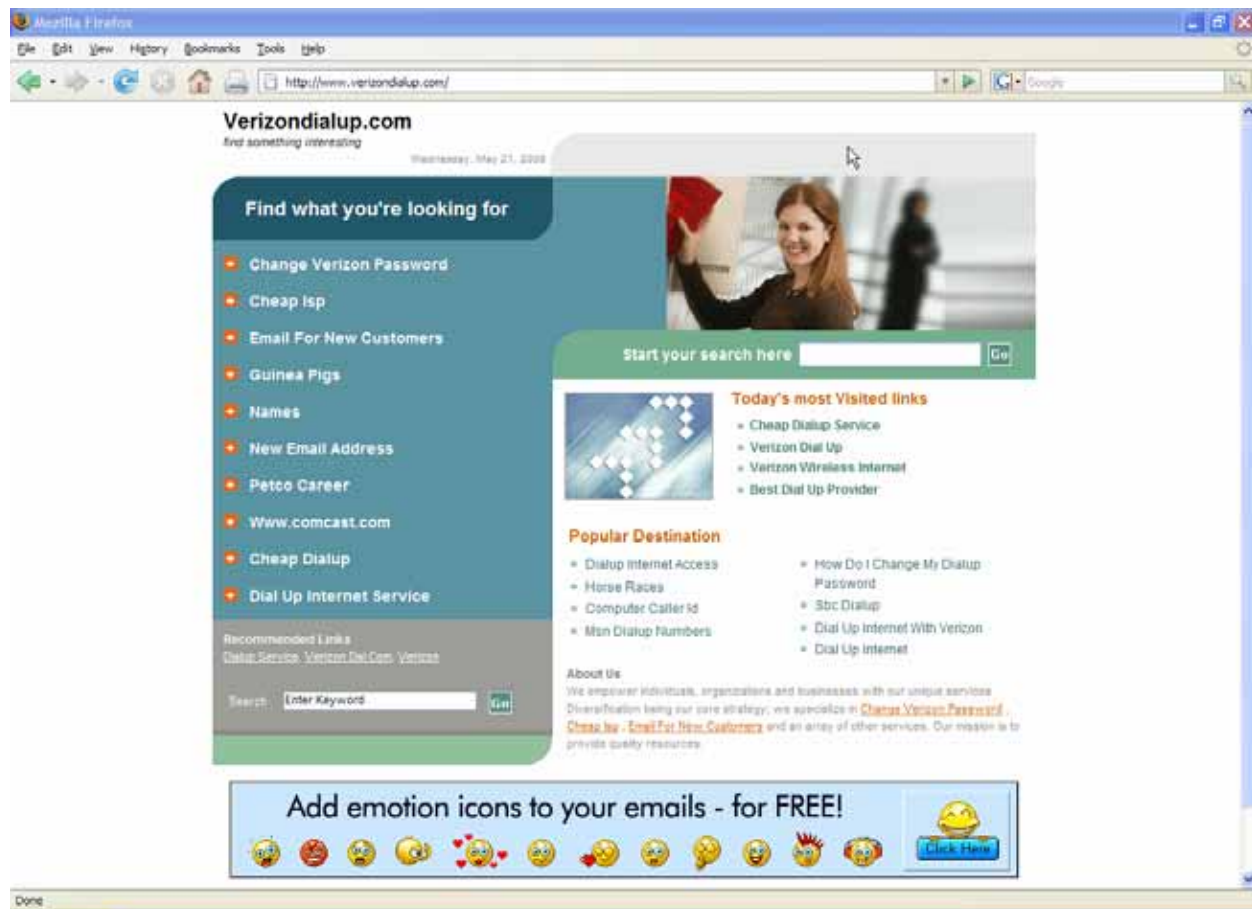 Mozilla Firefox
File Edit View History Bookmarks Tools Help
http://www.verizondialup.com/
Google
Verizondialup.com
find something interesting
Wednesday, May 21, 2008
Find what you're looking for
Change Verizon Password
Cheap Isp
Email For New Customers
Guinea Pigs
Names
New Email Address
Petco Career
Www.comcast.com
Cheap Dialup
Dial Up Internet Service
Recommended Links
Dialup Service, Verizon Dsl Com, Verizon
Search Enter Keyword Go
Start your search here Go
Today's most Visited links
Cheap Dialup Service
Verizon Dial Up
Verizon Wireless Internet
Best Dial Up Provider
Popular Destination
Dialup Internet Access
Horse Races
Computer Caller Id
Msn Dialup Numbers
How Do I Change My Dialup
Password
Sbc Dialup
Dial Up Internet With Verizon
Dial Up Internet
About Us
We empower individuals, organizations and businesses with our unique services.
Diversification being our core strategy; we specialize in Change Verizon Password ,
Cheap Isp , Email For New Customers and an array of other services. Our mission is to
provide quality resources.
Add emotion icons to your emails - for FREE!
Click Here
Done